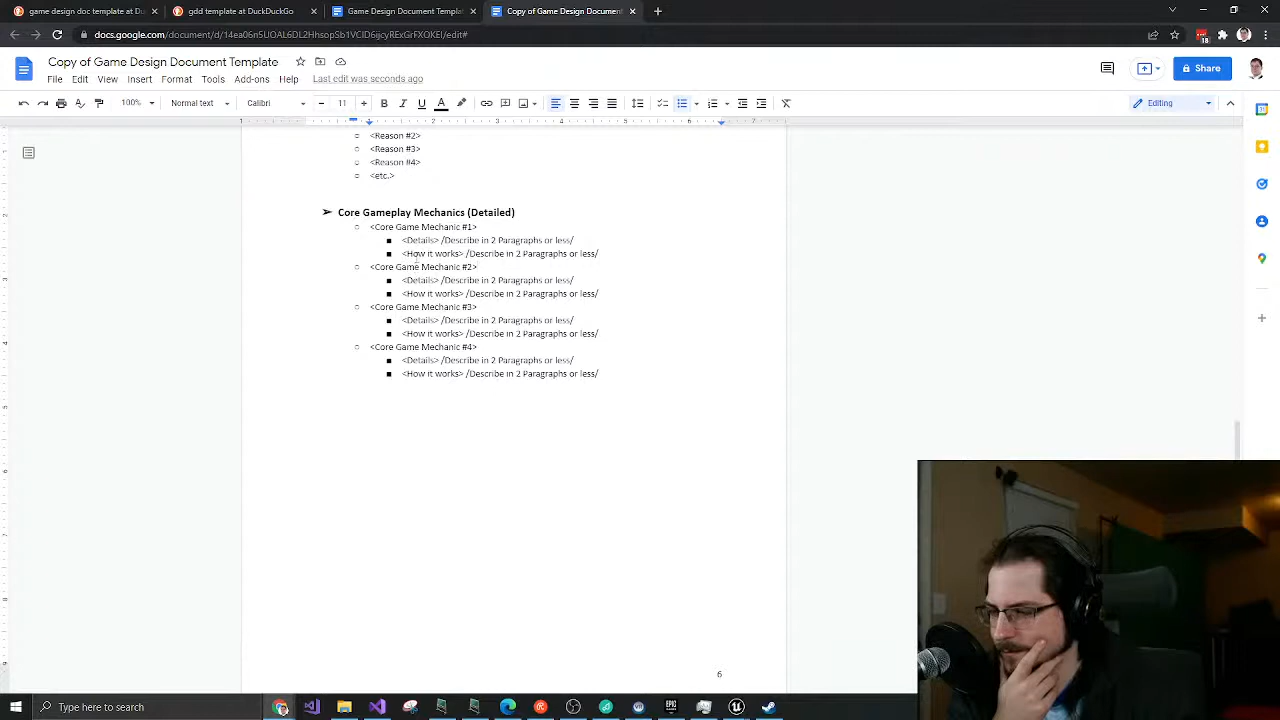 game design doc template at Du
gdd template at DuckDuckGo
Game Design Document Templat
Copy of Game Design Document
docs.google.com/document/d/14ea06n5UOAL6DL2HhsopSb1VClD6ijcyRExGrFXOKEI/edit#
Copy of Game Design Document Template
File Edit View Insert Format Tools Add-ons Help Last edit was seconds ago
Share
100% Normal text Calibri 11 Editing
<Reason #2>
<Reason #3>
<Reason #4>
<etc.>
Core Gameplay Mechanics (Detailed)
<Core Game Mechanic #1>
<Details> /Describe in 2 Paragraphs or less/
<How it works> /Describe in 2 Paragraphs or less/
<Core Game Mechanic #2>
<Details> /Describe in 2 Paragraphs or less/
<How it works> /Describe in 2 Paragraphs or less/
<Core Game Mechanic #3>
<Details> /Describe in 2 Paragraphs or less/
<How it works> /Describe in 2 Paragraphs or less/
<Core Game Mechanic #4>
<Details> /Describe in 2 Paragraphs or less/
<How it works> /Describe in 2 Paragraphs or less/
6
Type here to search